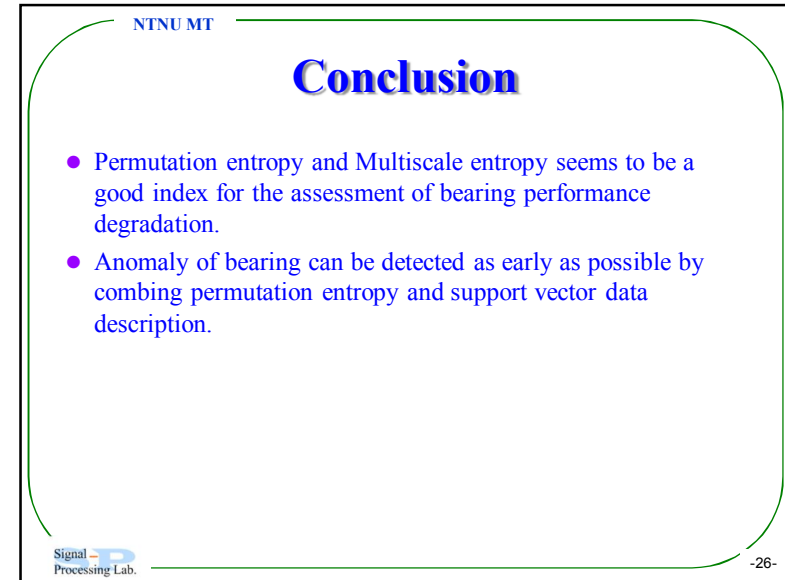 NTNU MT
Conclusion
● Permutation entropy and Multiscale entropy seems to be a
good index for the assessment of bearing performance
degradation.
● Anomaly of bearing can be detected as early as possible by
combing permutation entropy and support vector data
description.
Signal –
Processing Lab.
-26-